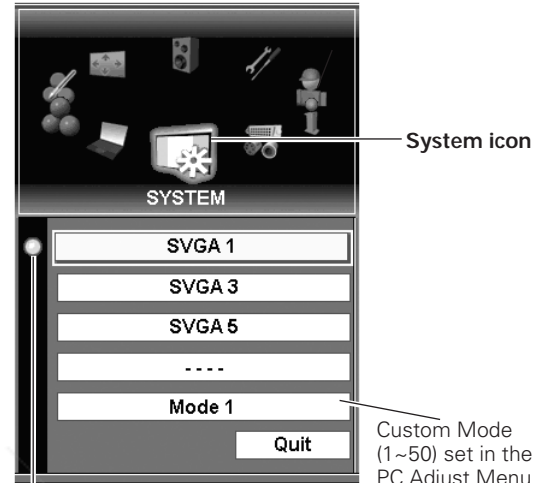 System icon
SYSTEM
SVGA 1
SVGA 3
SVGA 5
- - - -
Mode 1
Quit
Custom Mode
(1~50) set in the
PC Adjust Menu